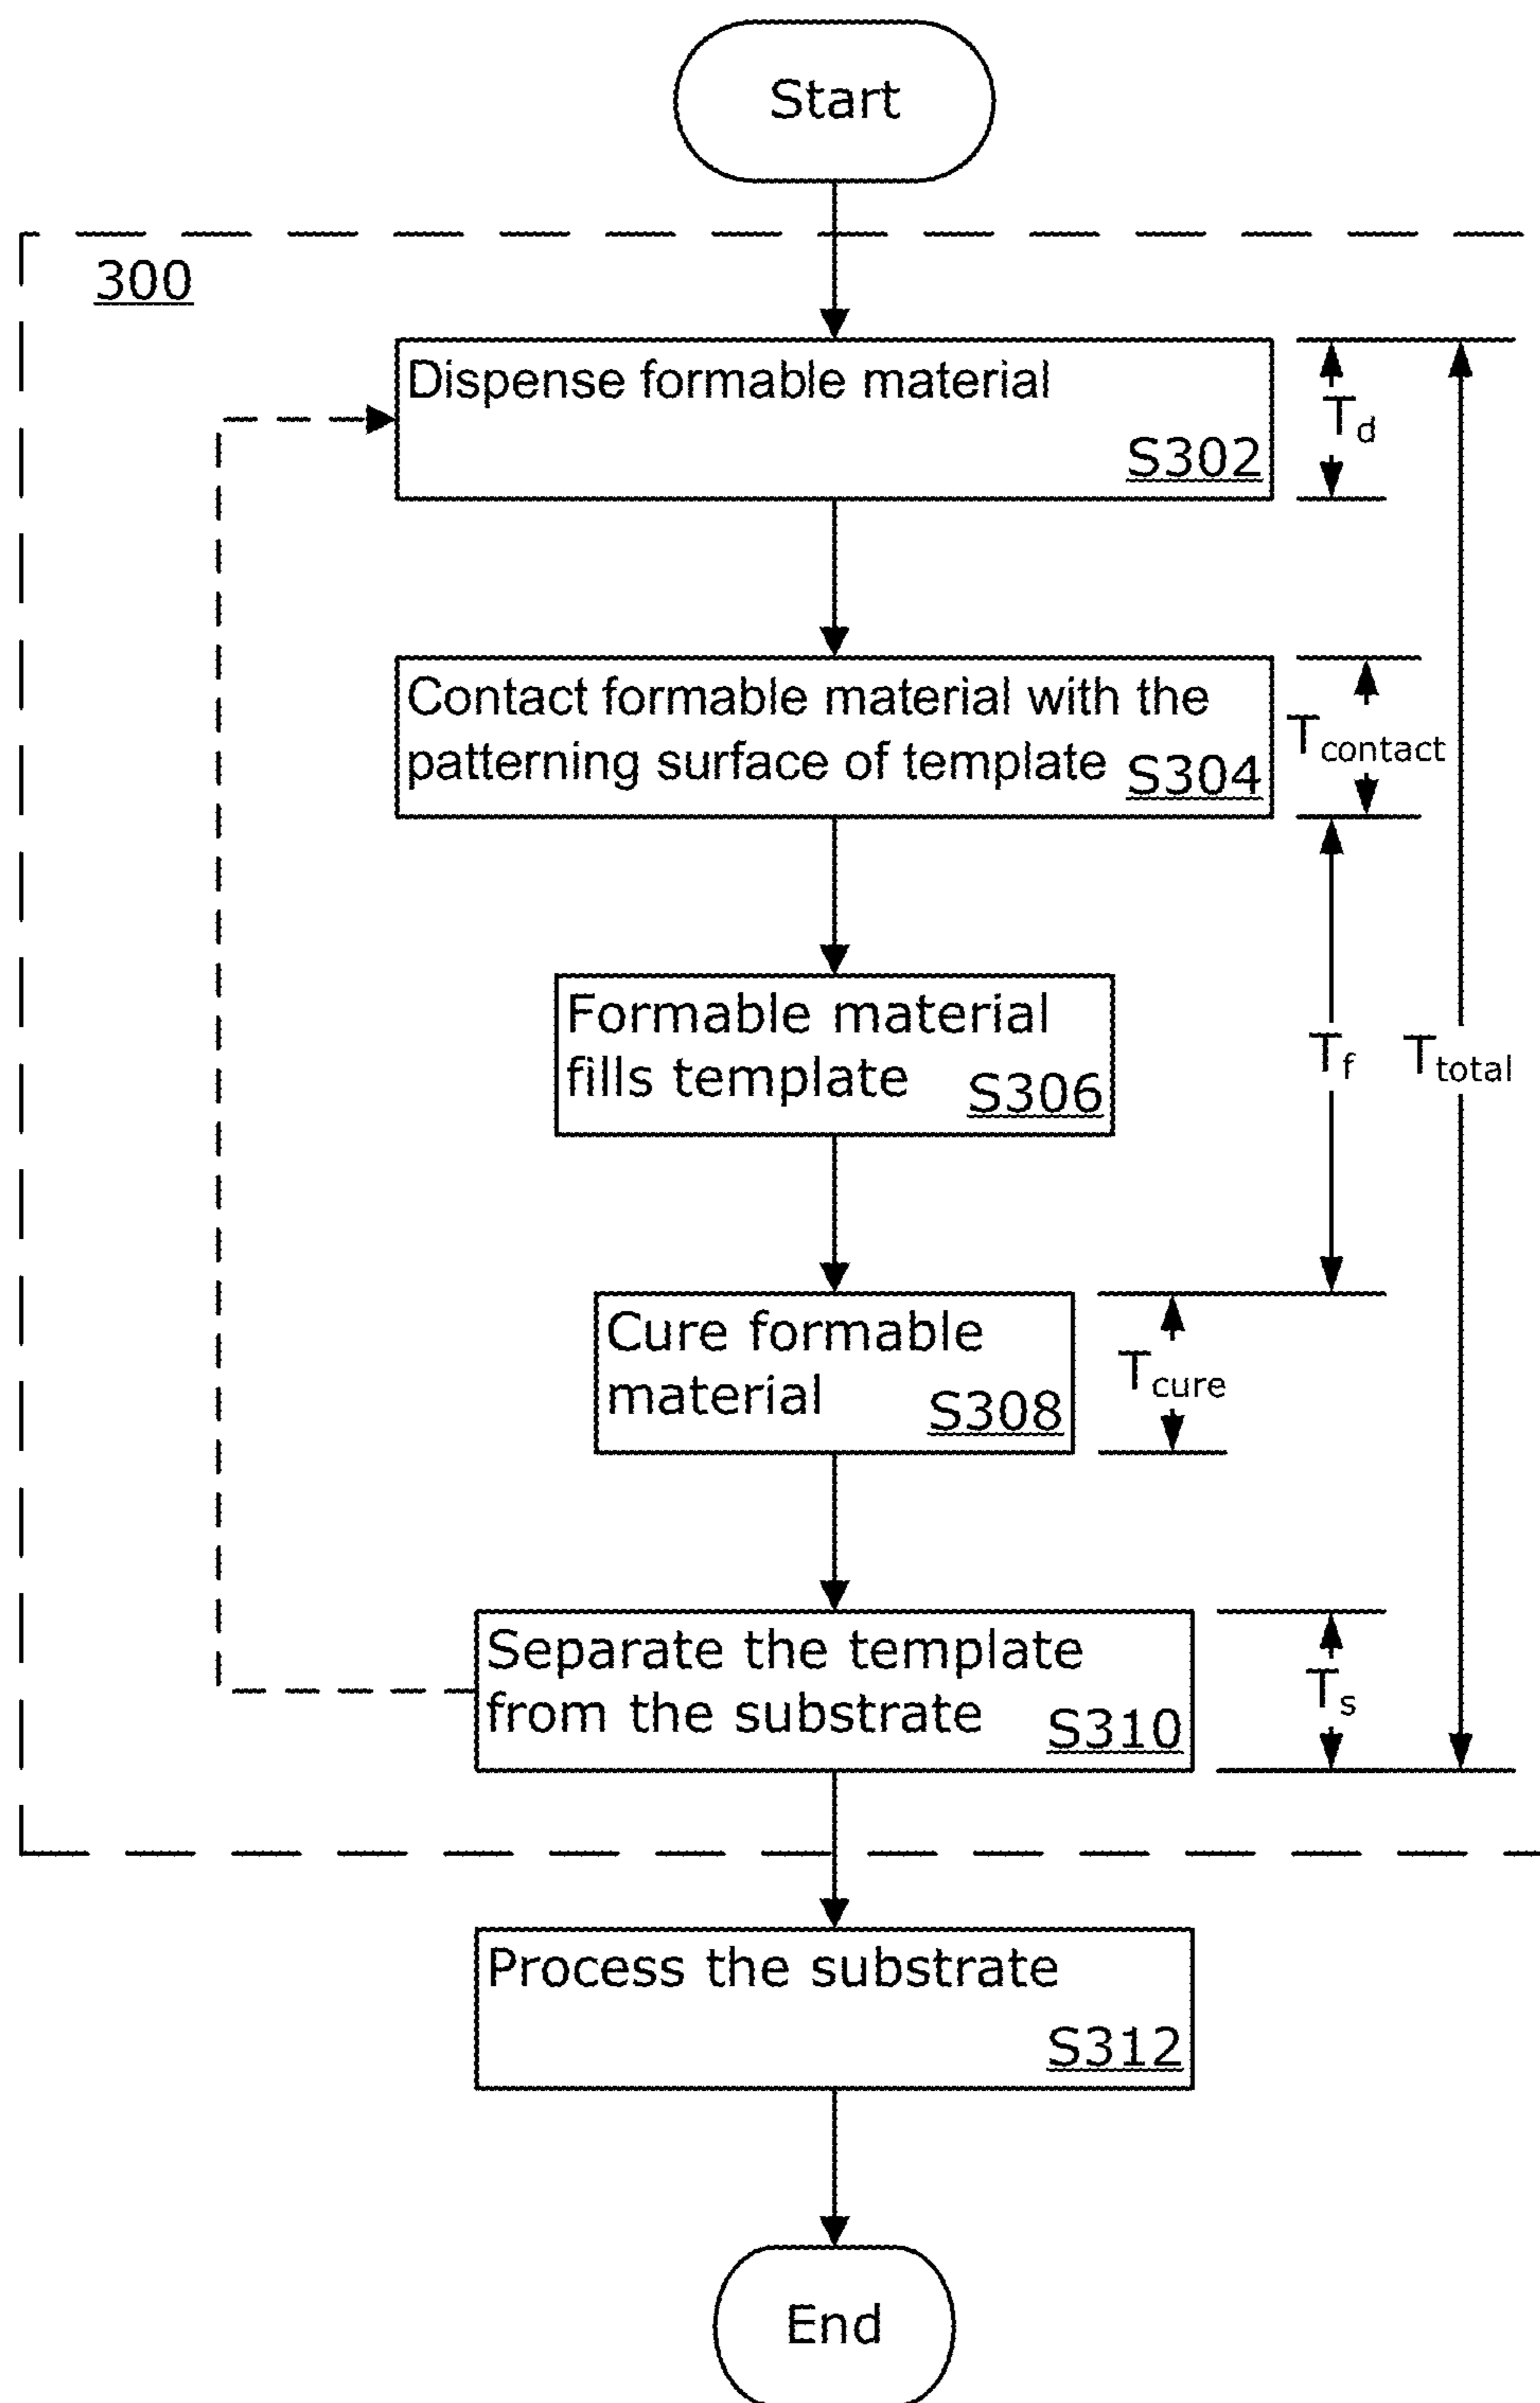 Start
300
Dispense formable material
S302
Td
Contact formable material with the
patterning surface of template S304
Tcontact
Formable material
fills template S306
Tf
Ttotal
Cure formable
material S308
Tcure
Separate the template
from the substrate S310
Ts
Process the substrate
S312
End